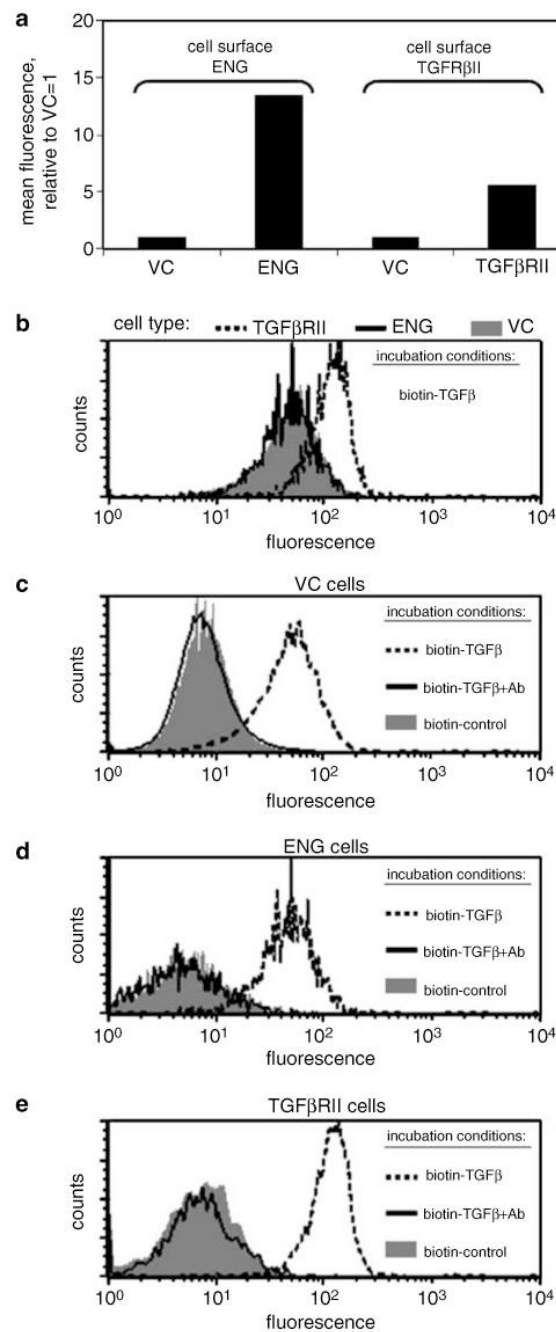 a
mean fluorescence,
relative to VC=1
20
15
10
5
0
cell surface
ENG
cell surface
TGFRβII
VC
ENG
VC
TGFβRII
b
cell type:
TGFβRII
ENG
VC
incubation conditions:
biotin-TGFβ
counts
10⁰
10¹
10²
10³
10⁴
fluorescence
c
VC cells
incubation conditions:
biotin-TGFβ
biotin-TGFβ+Ab
biotin-control
counts
10⁰
10¹
10²
10³
10⁴
fluorescence
d
ENG cells
incubation conditions:
biotin-TGFβ
biotin-TGFβ+Ab
biotin-control
counts
10⁰
10¹
10²
10³
10⁴
fluorescence
e
TGFβRII cells
incubation conditions:
biotin-TGFβ
biotin-TGFβ+Ab
biotin-control
counts
10⁰
10¹
10²
10³
10⁴
fluorescence